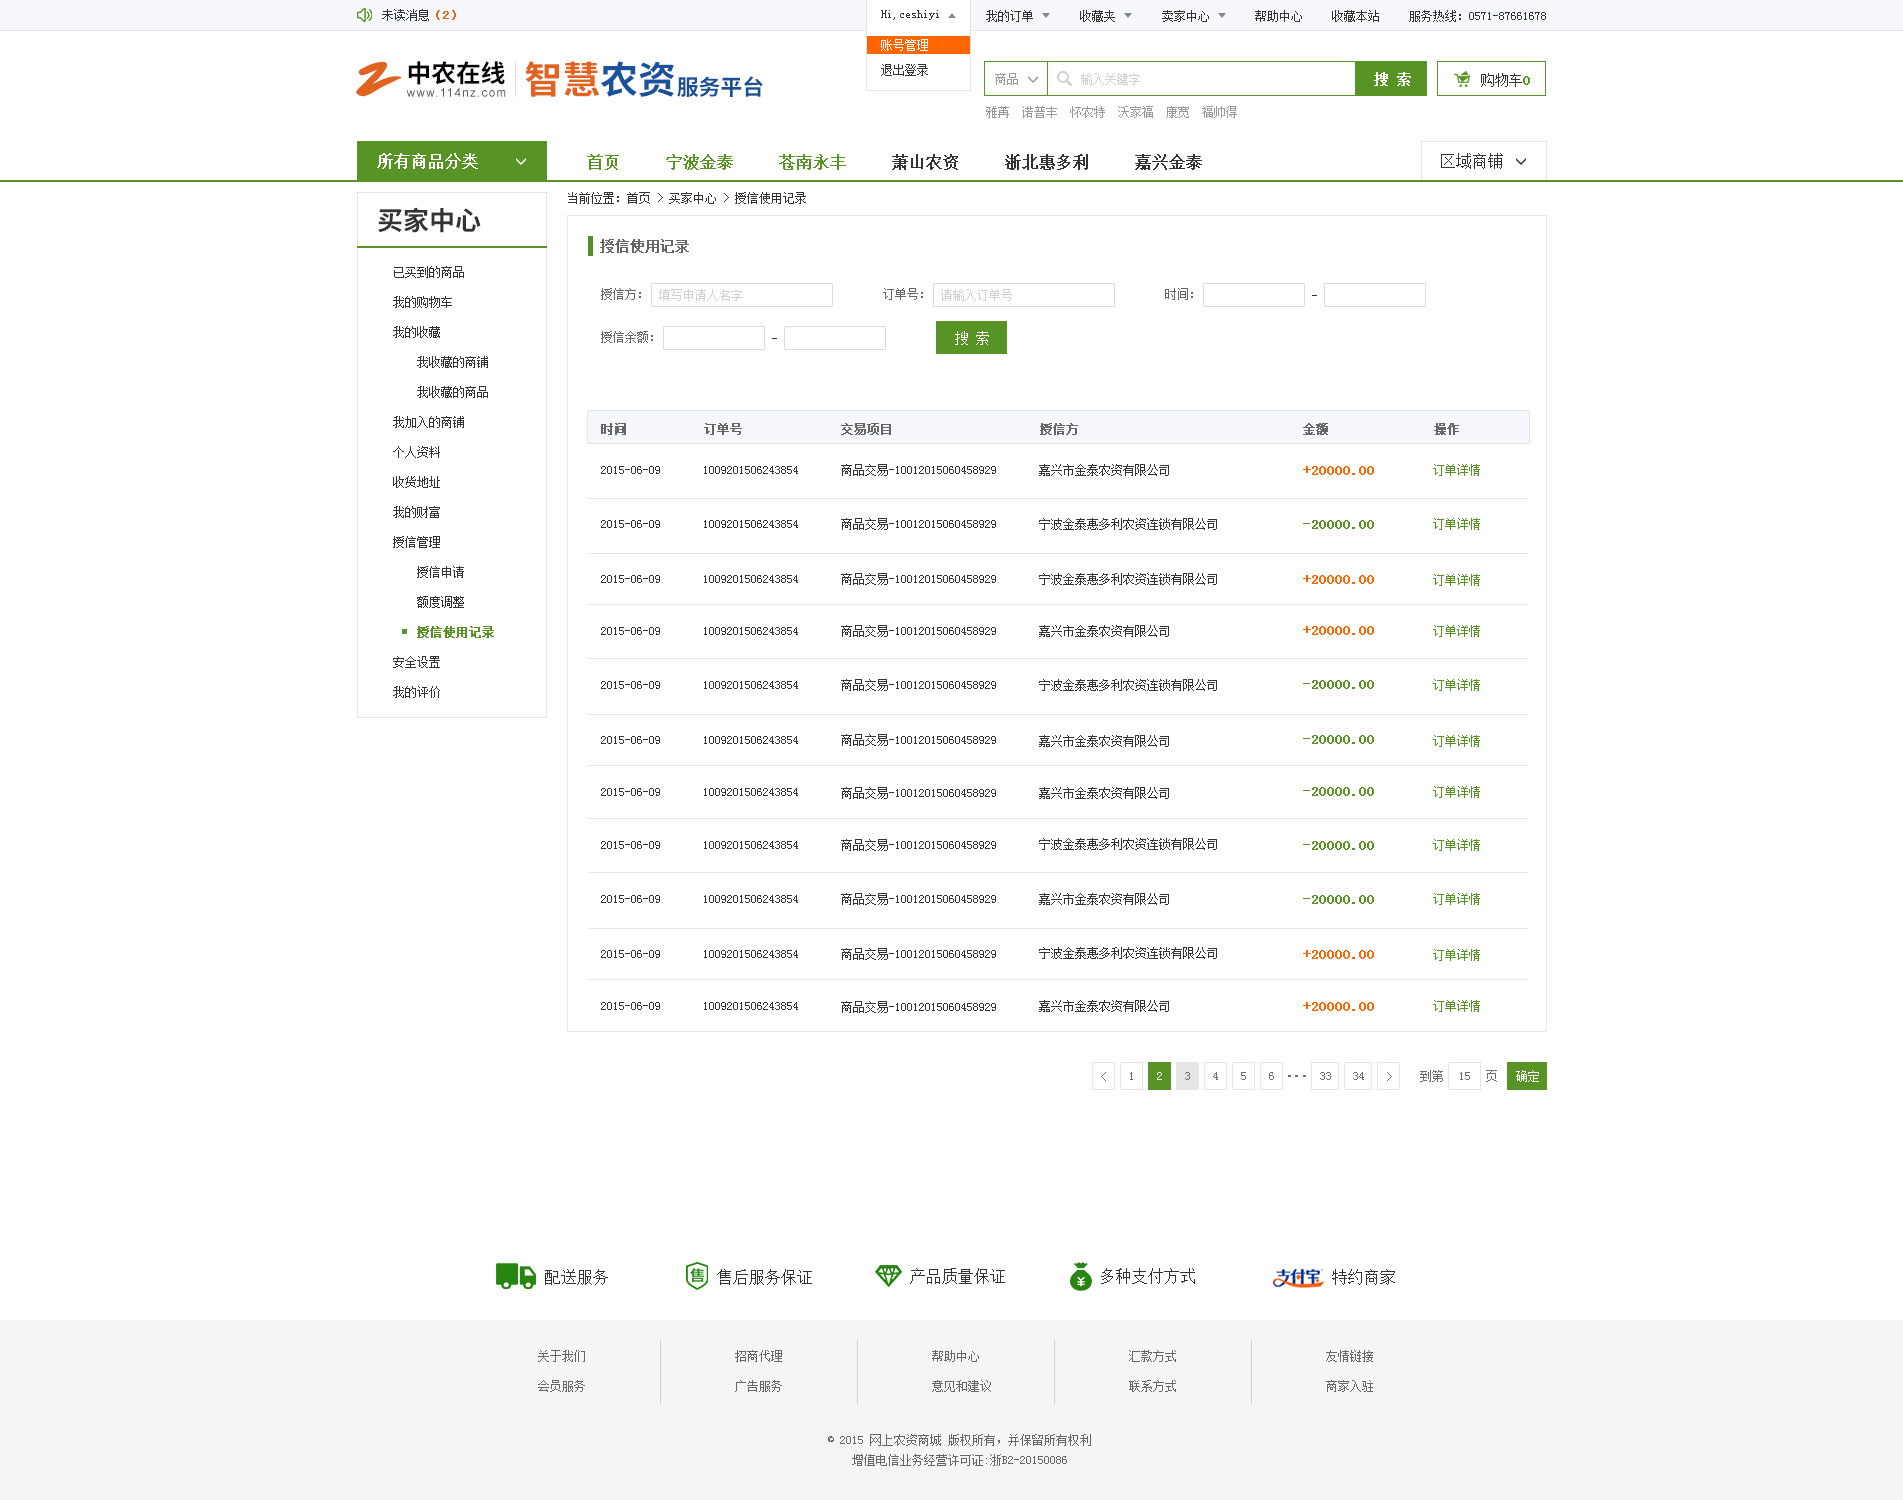 未读消息（2） Hi,ceshiyi 我的订单 收藏夹 卖家中心 帮助中心 收藏本站 服务热线：0571-87661678
账号管理
退出登录
中农在线 www.114nz.com 智慧农资服务平台
商品 输入关键字 搜 索 购物车0
雅苒 诺普丰 怀农特 沃家福 康宽 福帅得
所有商品分类 首页 宁波金泰 苍南永丰 萧山农资 浙北惠多利 嘉兴金泰 区域商铺
当前位置：首页 > 买家中心 > 授信使用记录
买家中心
已买到的商品
我的购物车
我的收藏
我收藏的商铺
我收藏的商品
我加入的商铺
个人资料
收货地址
我的财富
授信管理
授信申请
额度调整
授信使用记录
安全设置
我的评价
授信使用记录
授信方： 填写申请人名字 订单号： 请输入订单号 时间： -
授信余额： - 搜 索
时间 订单号 交易项目 授信方 金额 操作
2015-06-09 1009201506243854 商品交易-10012015060458929 嘉兴市金泰农资有限公司 +20000.00 订单详情
2015-06-09 1009201506243854 商品交易-10012015060458929 宁波金泰惠多利农资连锁有限公司 -20000.00 订单详情
2015-06-09 1009201506243854 商品交易-10012015060458929 宁波金泰惠多利农资连锁有限公司 +20000.00 订单详情
2015-06-09 1009201506243854 商品交易-10012015060458929 嘉兴市金泰农资有限公司 +20000.00 订单详情
2015-06-09 1009201506243854 商品交易-10012015060458929 宁波金泰惠多利农资连锁有限公司 -20000.00 订单详情
2015-06-09 1009201506243854 商品交易-10012015060458929 嘉兴市金泰农资有限公司 -20000.00 订单详情
2015-06-09 1009201506243854 商品交易-10012015060458929 嘉兴市金泰农资有限公司 -20000.00 订单详情
2015-06-09 1009201506243854 商品交易-10012015060458929 宁波金泰惠多利农资连锁有限公司 -20000.00 订单详情
2015-06-09 1009201506243854 商品交易-10012015060458929 嘉兴市金泰农资有限公司 -20000.00 订单详情
2015-06-09 1009201506243854 商品交易-10012015060458929 宁波金泰惠多利农资连锁有限公司 +20000.00 订单详情
2015-06-09 1009201506243854 商品交易-10012015060458929 嘉兴市金泰农资有限公司 +20000.00 订单详情
< 1 2 3 4 5 6 ··· 33 34 > 到第 15 页 确定
配送服务 售 售后服务保证 产品质量保证 ¥ 多种支付方式 支付宝 特约商家
关于我们 招商代理 帮助中心 汇款方式 友情链接
会员服务 广告服务 意见和建议 联系方式 商家入驻
© 2015 网上农资商城 版权所有，并保留所有权利
增值电信业务经营许可证:浙B2-20150086